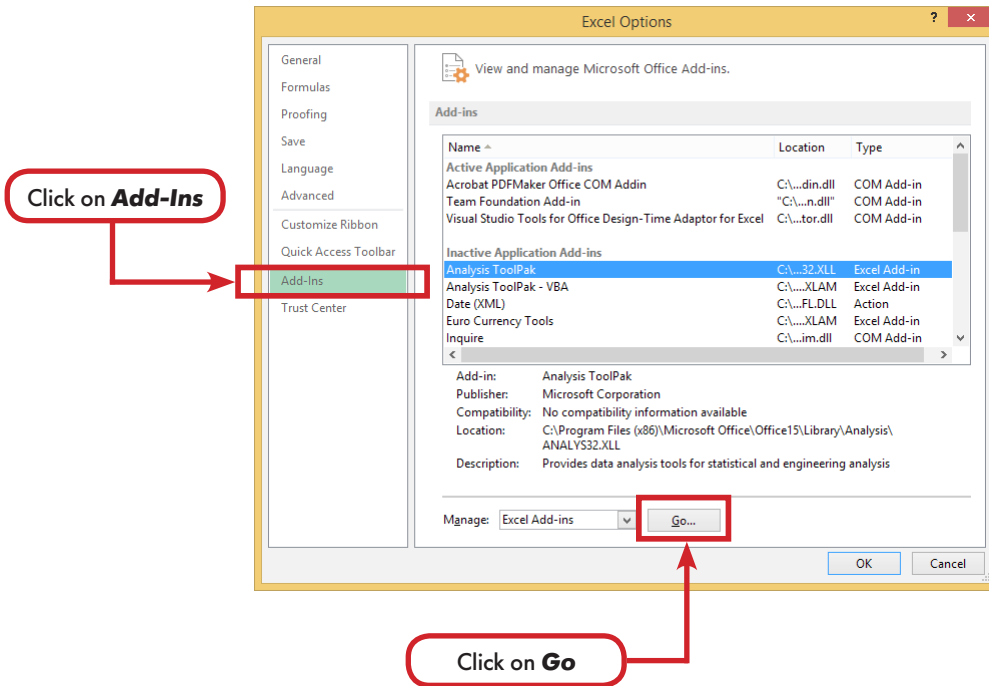 Excel Options
?
×
General
Formulas
Proofing
Save
Language
Advanced
Customize Ribbon
Quick Access Toolbar
Add-Ins
Trust Center
Click on Add-Ins
View and manage Microsoft Office Add-ins.
Add-ins
Name Location Type
Active Application Add-ins
Acrobat PDFMaker Office COM Addin C:\...din.dll COM Add-in
Team Foundation Add-in "C:\...n.dll" COM Add-in
Visual Studio Tools for Office Design-Time Adaptor for Excel C:\...tor.dll COM Add-in
Inactive Application Add-ins
Analysis ToolPak C:\...32.XLL Excel Add-in
Analysis ToolPak - VBA C:\....XLAM Excel Add-in
Date (XML) C:\...FL.DLL Action
Euro Currency Tools C:\....XLAM Excel Add-in
Inquire C:\...im.dll COM Add-in
Add-in: Analysis ToolPak
Publisher: Microsoft Corporation
Compatibility: No compatibility information available
Location: C:\Program Files (x86)\Microsoft Office\Office15\Library\Analysis\
ANALYS32.XLL
Description: Provides data analysis tools for statistical and engineering analysis
Manage: Excel Add-ins Go...
OK Cancel
Click on Go